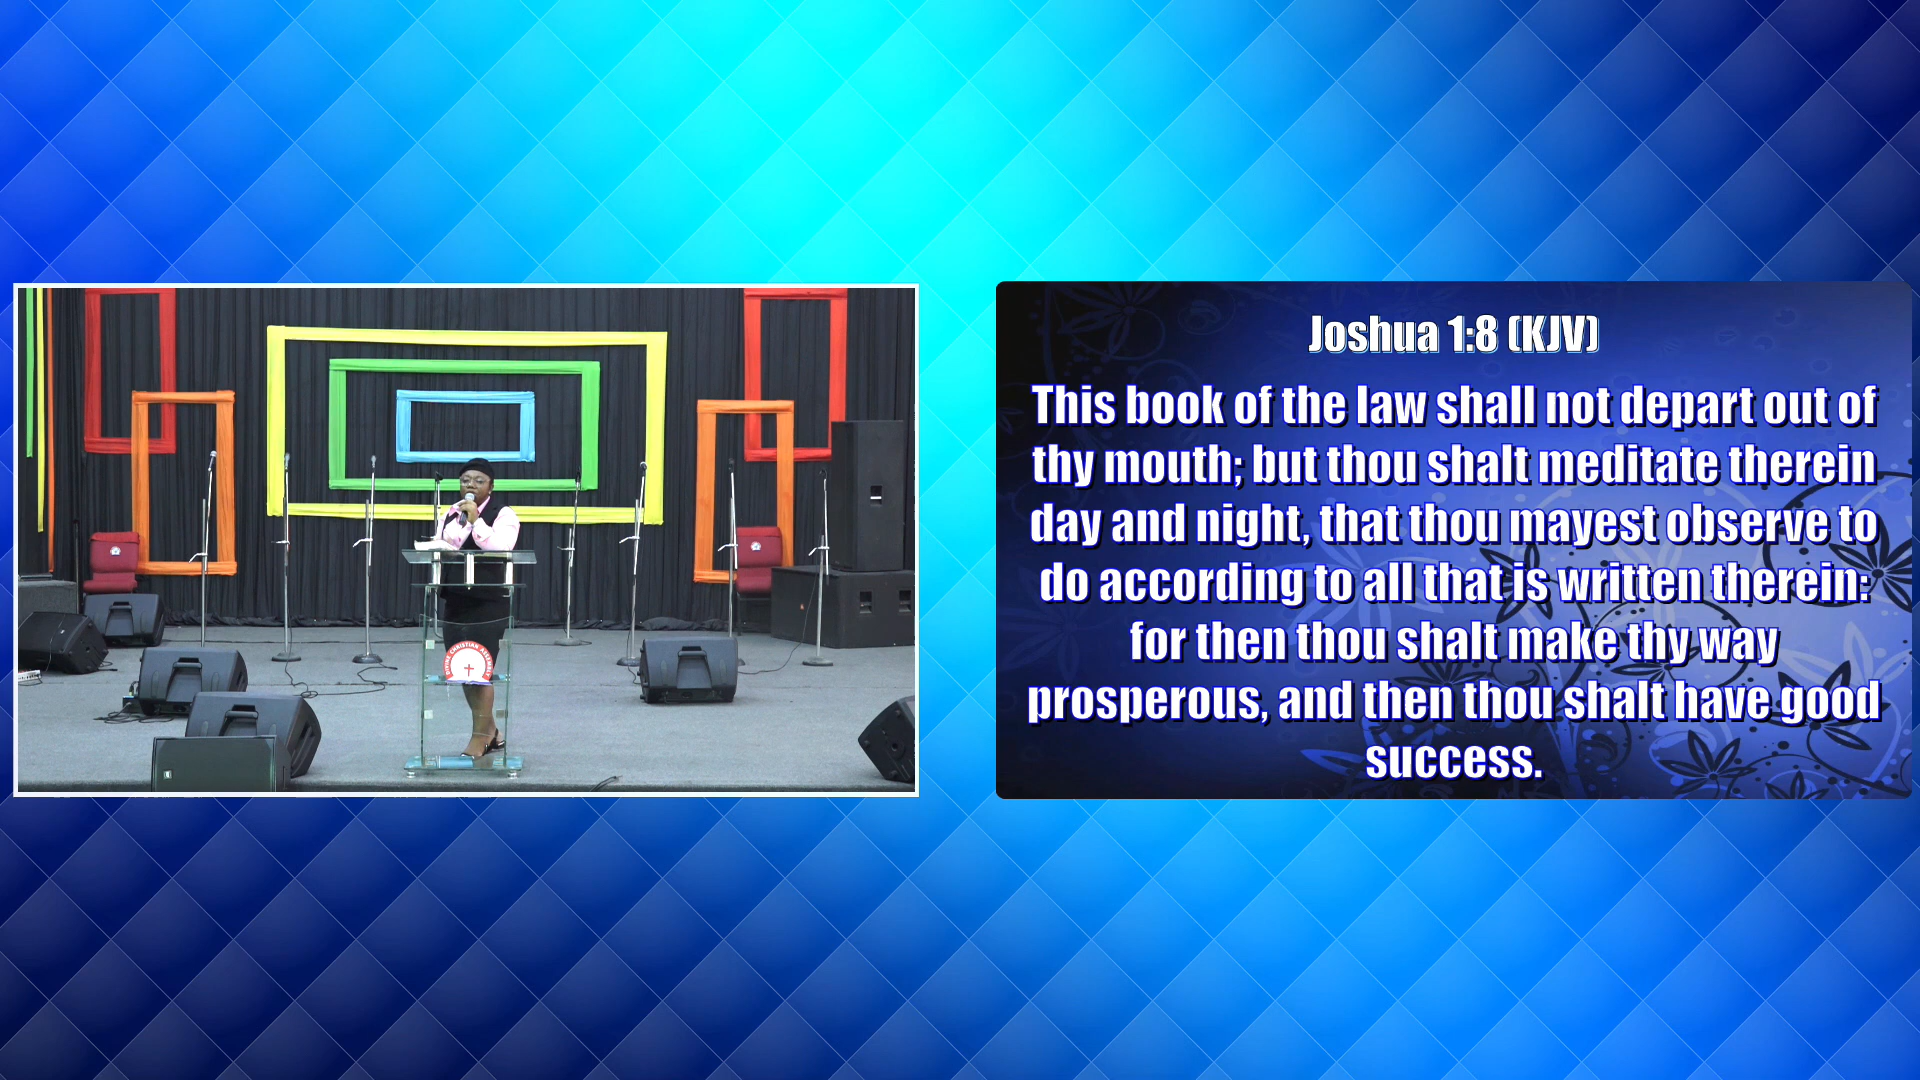 Joshua 1:8 (KJV)
This book of the law shall not depart out of
thy mouth; but thou shalt meditate therein
day and night, that thou mayest observe to
do according to all that is written therein:
for then thou shalt make thy way
prosperous, and then thou shalt have good
success.
CHRISTIAN